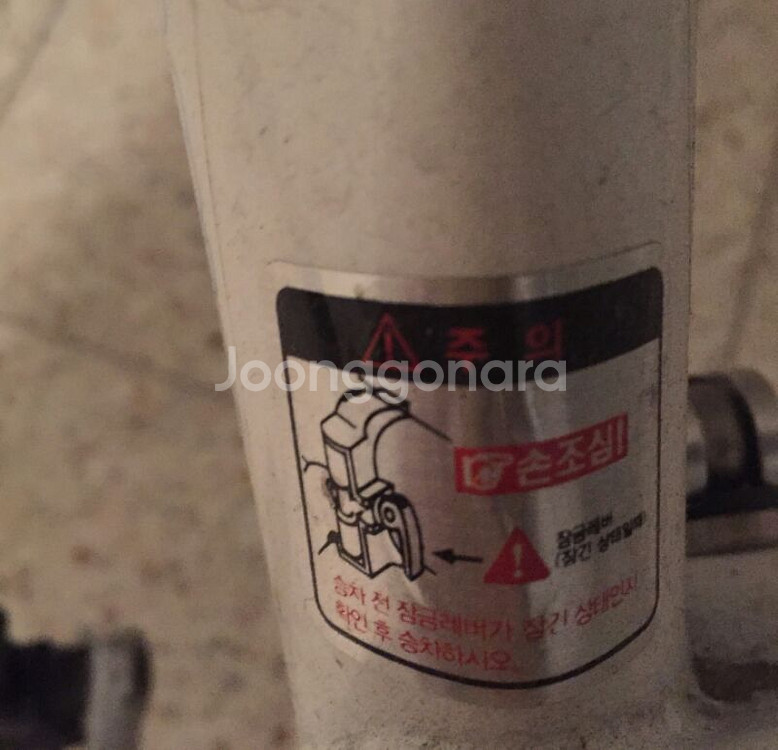 주 의
Joonggonara
손조심!
잠금레버
(잠긴 상태일때)
승차 전 잠금레버가 잠긴 상태인지
확인 후 승차하시오.